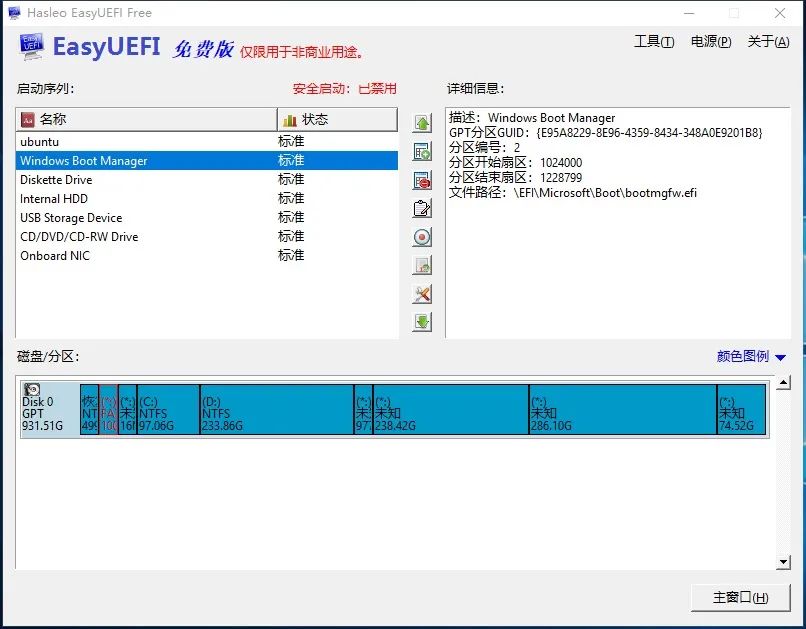 Hasleo EasyUEFI Free
EasyUEFI 免费版 仅限用于非商业用途。
工具(T) 电源(P) 关于(A)
启动序列： 安全启动：已禁用
名称 状态
ubuntu 标准
Windows Boot Manager 标准
Diskette Drive 标准
Internal HDD 标准
USB Storage Device 标准
CD/DVD/CD-RW Drive 标准
Onboard NIC 标准
详细信息：
描述：Windows Boot Manager
GPT分区GUID：{E95A8229-8E96-4359-8434-348A0E9201B8}
分区编号：2
分区开始扇区：1024000
分区结束扇区：1228799
文件路径：\EFI\Microsoft\Boot\bootmgfw.efi
磁盘/分区： 颜色图例
Disk 0 (*:) (*:) (C:) (D:) (*:) (*:) (*:) (*:)
GPT NT FA NTFS NTFS 未知 未知 未知
931.51G 499 100 16 97.06G 233.86G 977 238.42G 286.10G 74.52G
主窗口(H)